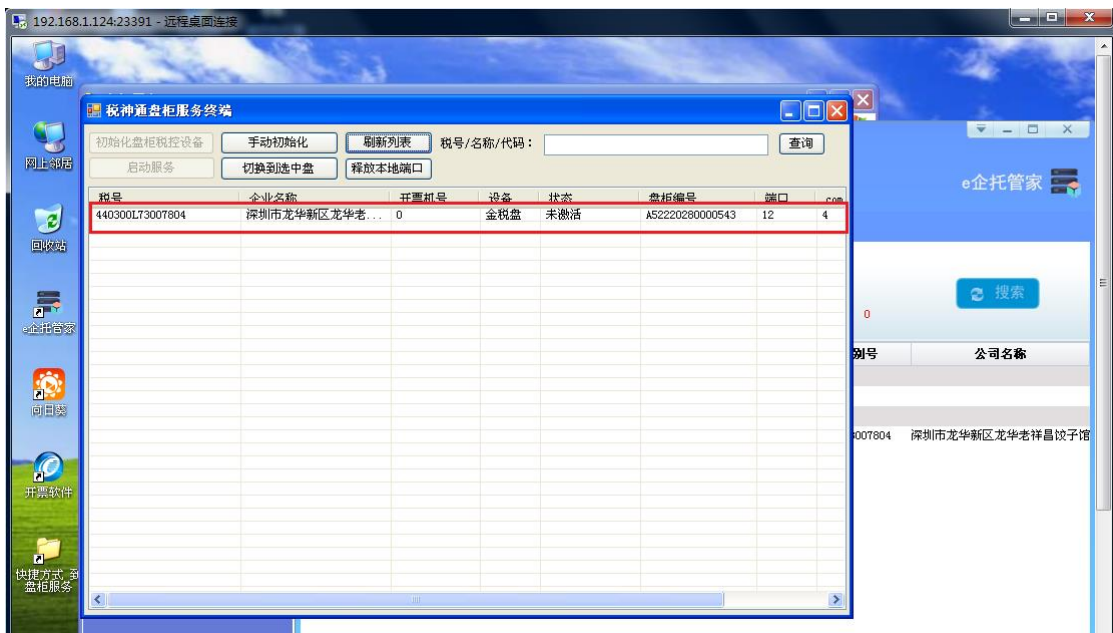 192.168.1.124:23391 - 远程桌面连接
我的电脑
网上邻居
回收站
e企托管家
向日葵
开票软件
快捷方式 到
盘柜服务
税神通盘柜服务终端
初始化盘柜税控设备 手动初始化 刷新列表 税号/名称/代码： 查询
启动服务 切换到选中盘 释放本地端口
税号 企业名称 开票机号 设备 状态 盘柜编号 端口 com
440300L73007804 深圳市龙华新区龙华老... 0 金税盘 未激活 A52220280000543 12 4
e企托管家
搜索
0
别号 公司名称
007804 深圳市龙华新区龙华老祥昌饺子馆